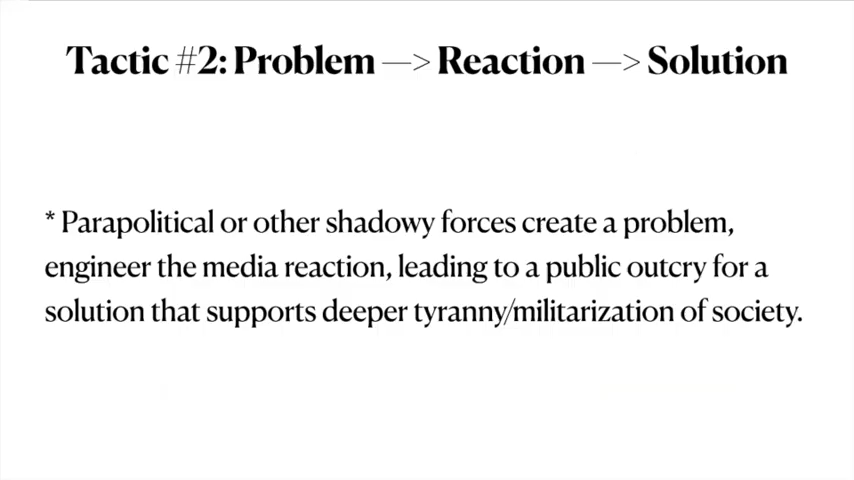 Tactic #2: Problem —> Reaction —> Solution
* Parapolitical or other shadowy forces create a problem,
engineer the media reaction, leading to a public outcry for a
solution that supports deeper tyranny/militarization of society.